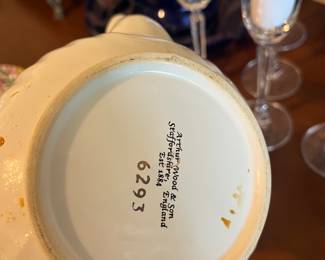 Arthur Wood & Son
Staffordshire, England
Est 1884
6293